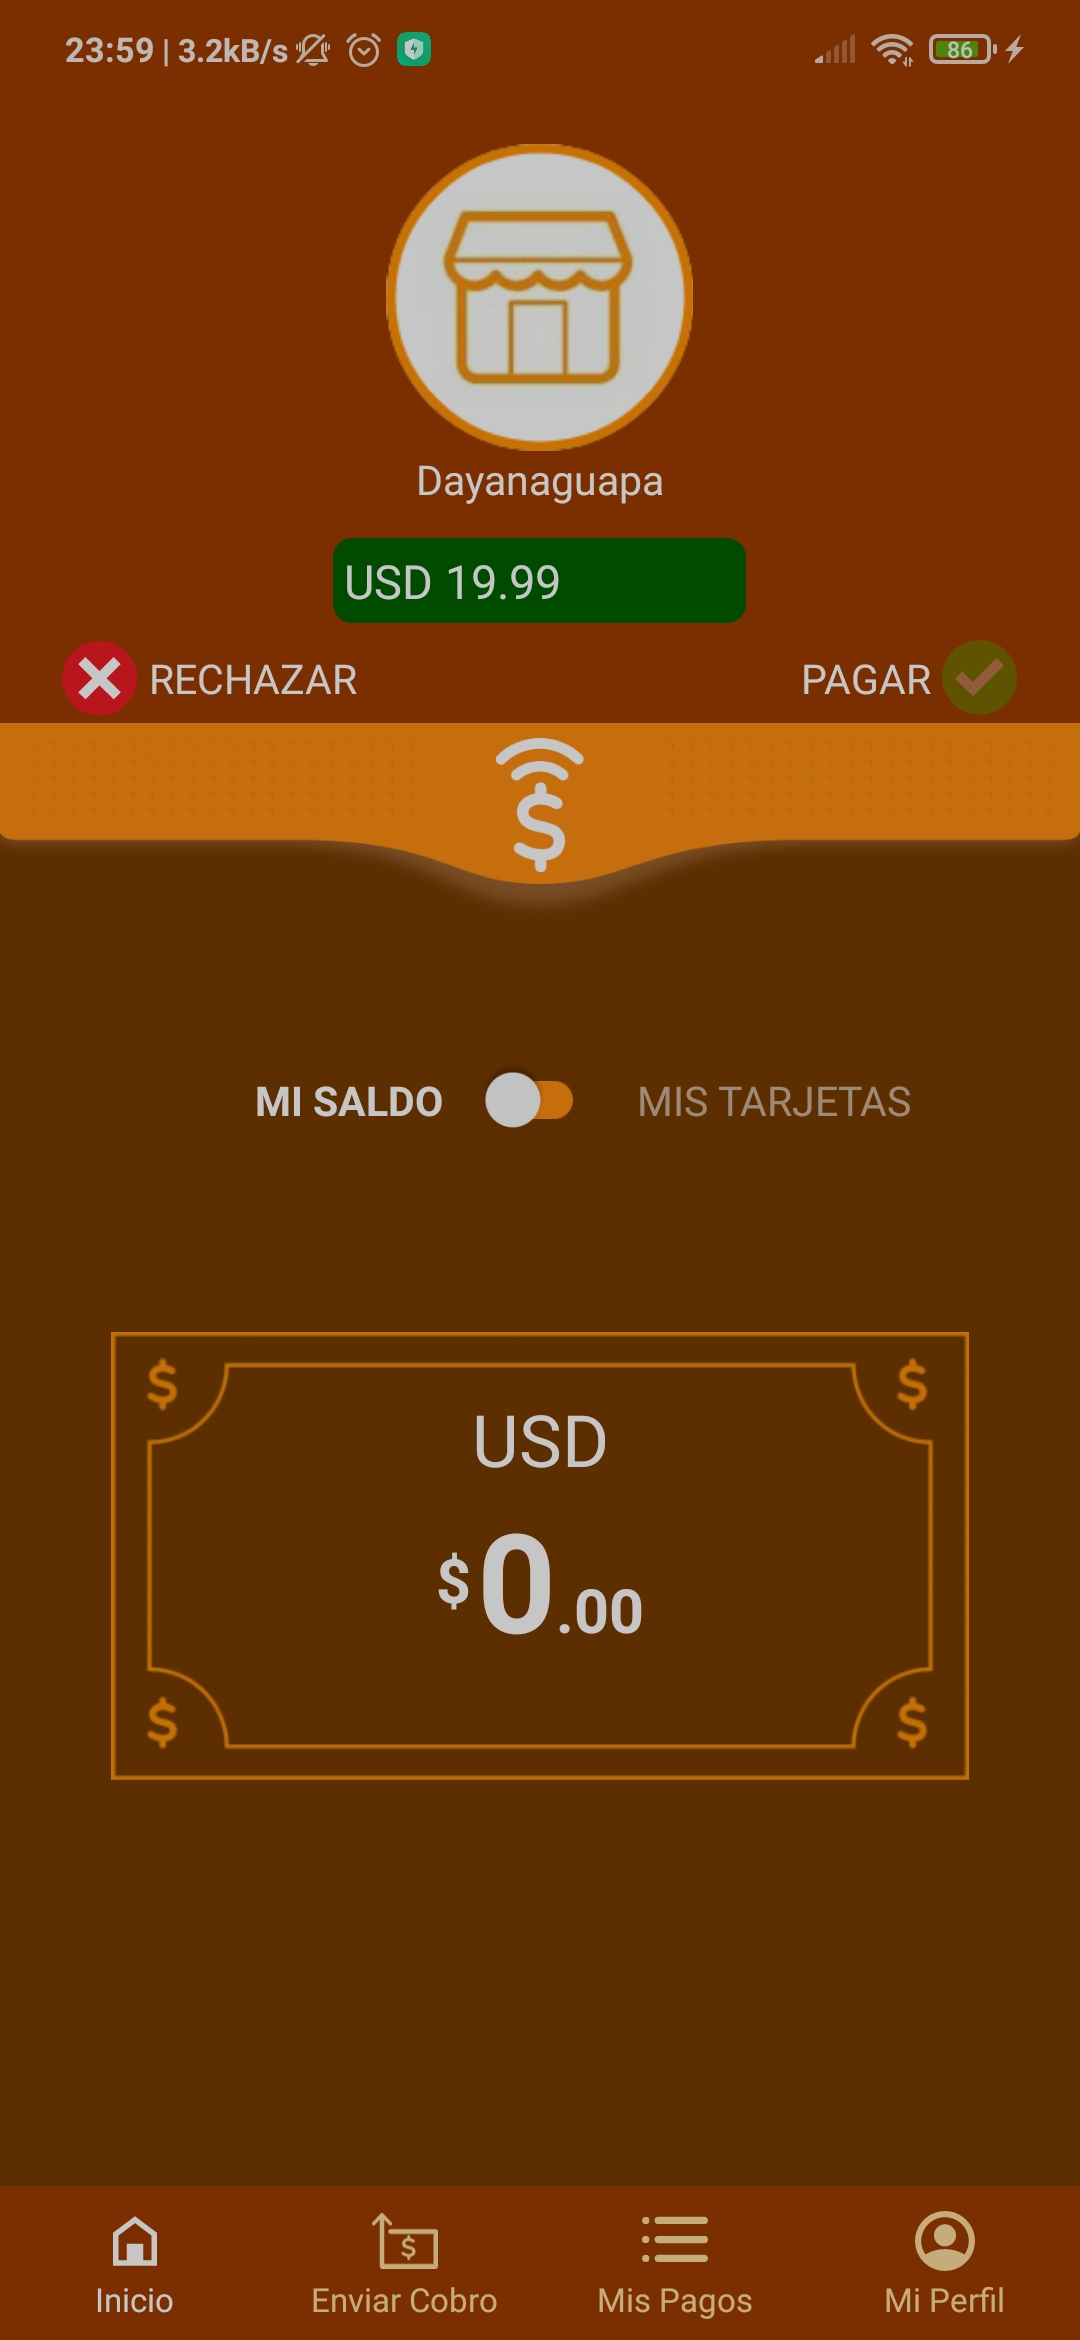 23:59 | 3.2kB/s
86
Dayanaguapa
USD 19.99
RECHAZAR
PAGAR
$
MI SALDO
MIS TARJETAS
$ $
USD
$0.00
$ $
$
Inicio
Enviar Cobro
Mis Pagos
Mi Perfil